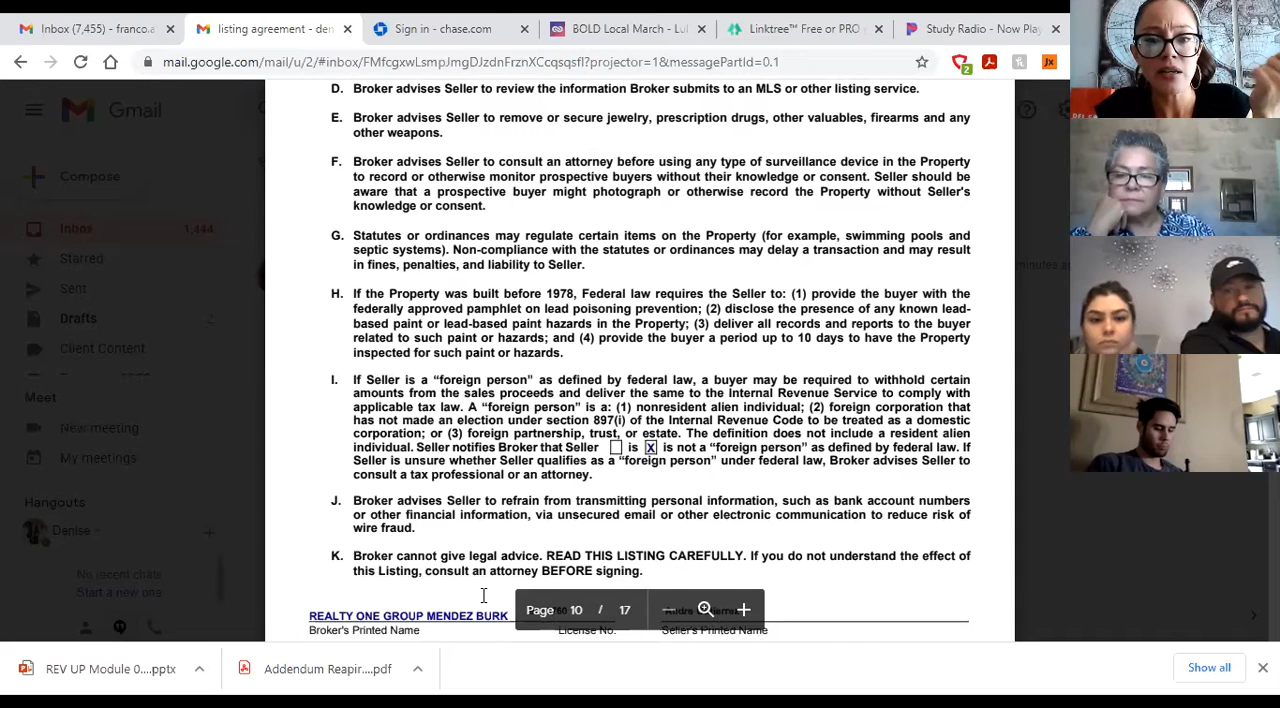 Inbox (7,455) - franco.a
listing agreement - den
Sign in - chase.com
BOLD Local March - Lu
Linktree™ Free or PRO
Study Radio - Now Play
mail.google.com/mail/u/2/#inbox/FMfcgxwLsmpJmgDJzdnFrznXCcqsqsfl?projector=1&messagePartId=0.1
2
Jx
Gmail
Compose
Inbox 1,444
Starred
Sent
Drafts 2
Client Content
Meet
New meeting
My meetings
Hangouts
Denise
No recent chats
Start a new one
D. Broker advises Seller to review the information Broker submits to an MLS or other listing service.
E. Broker advises Seller to remove or secure jewelry, prescription drugs, other valuables, firearms and any
other weapons.
F. Broker advises Seller to consult an attorney before using any type of surveillance device in the Property
to record or otherwise monitor prospective buyers without their knowledge or consent. Seller should be
aware that a prospective buyer might photograph or otherwise record the Property without Seller's
knowledge or consent.
G. Statutes or ordinances may regulate certain items on the Property (for example, swimming pools and
septic systems). Non-compliance with the statutes or ordinances may delay a transaction and may result
in fines, penalties, and liability to Seller.
H. If the Property was built before 1978, Federal law requires the Seller to: (1) provide the buyer with the
federally approved pamphlet on lead poisoning prevention; (2) disclose the presence of any known lead-
based paint or lead-based paint hazards in the Property; (3) deliver all records and reports to the buyer
related to such paint or hazards; and (4) provide the buyer a period up to 10 days to have the Property
inspected for such paint or hazards.
I. If Seller is a “foreign person” as defined by federal law, a buyer may be required to withhold certain
amounts from the sales proceeds and deliver the same to the Internal Revenue Service to comply with
applicable tax law. A “foreign person” is a: (1) nonresident alien individual; (2) foreign corporation that
has not made an election under section 897(i) of the Internal Revenue Code to be treated as a domestic
corporation; or (3) foreign partnership, trust, or estate. The definition does not include a resident alien
individual. Seller notifies Broker that Seller is X is not a “foreign person” as defined by federal law. If
Seller is unsure whether Seller qualifies as a “foreign person” under federal law, Broker advises Seller to
consult a tax professional or an attorney.
J. Broker advises Seller to refrain from transmitting personal information, such as bank account numbers
or other financial information, via unsecured email or other electronic communication to reduce risk of
wire fraud.
K. Broker cannot give legal advice. READ THIS LISTING CAREFULLY. If you do not understand the effect of
this Listing, consult an attorney BEFORE signing.
Page 10 / 17
REALTY ONE GROUP MENDEZ BURK
Broker's Printed Name License No. Seller's Printed Name
REV UP Module 0....pptx
Addendum Reapir....pdf
Show all